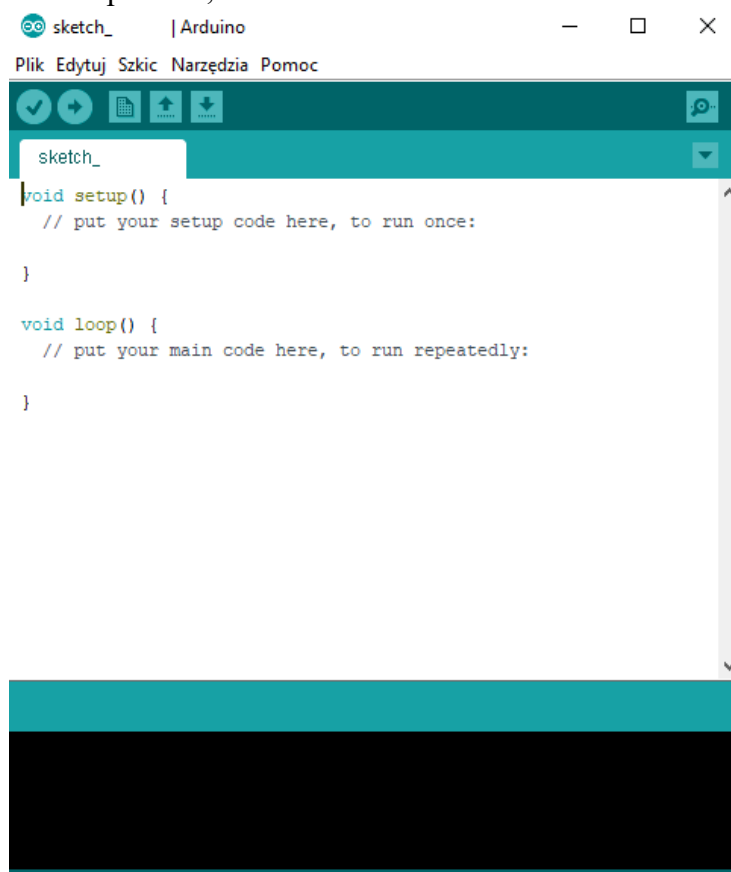 sketch_ | Arduino
Plik Edytuj Szkic Narzędzia Pomoc
sketch_
void setup() {
  // put your setup code here, to run once:
}
void loop() {
  // put your main code here, to run repeatedly:
}